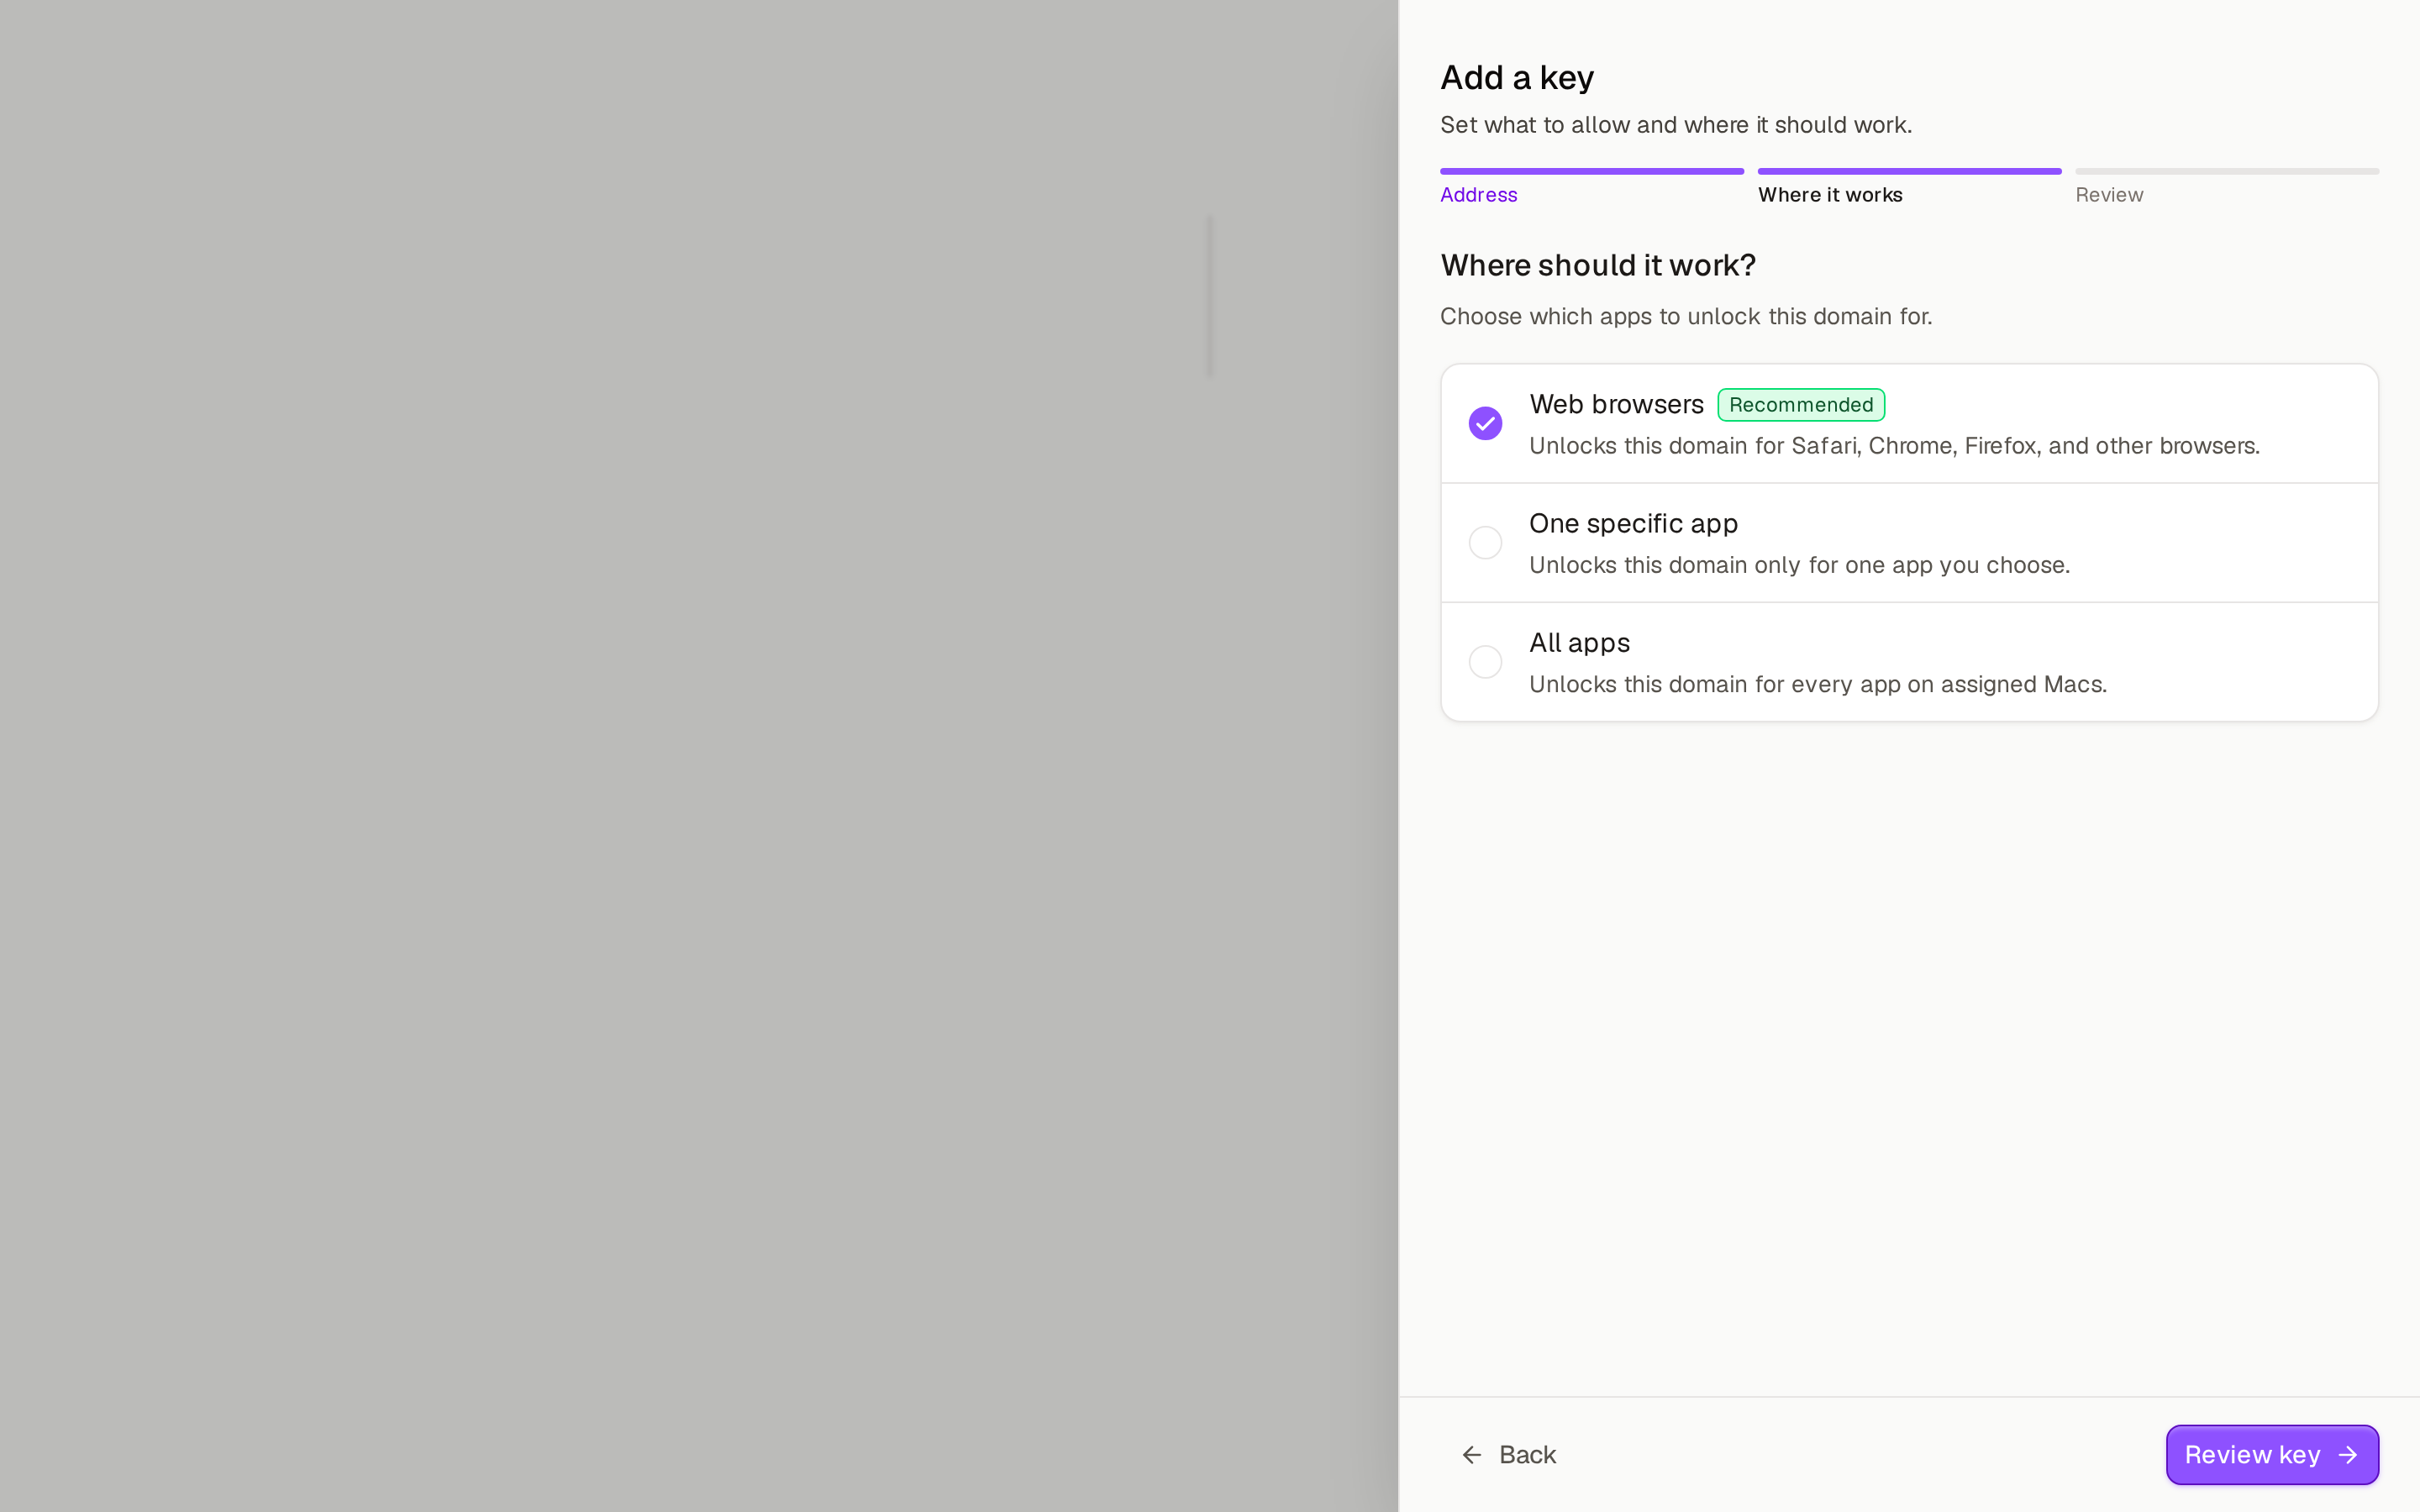 Add a key
Set what to allow and where it should work.
Address
Where it works
Review
Where should it work?
Choose which apps to unlock this domain for.
Web browsers
Recommended
Unlocks this domain for Safari, Chrome, Firefox, and other browsers.
One specific app
Unlocks this domain only for one app you choose.
All apps
Unlocks this domain for every app on assigned Macs.
Back
Review key